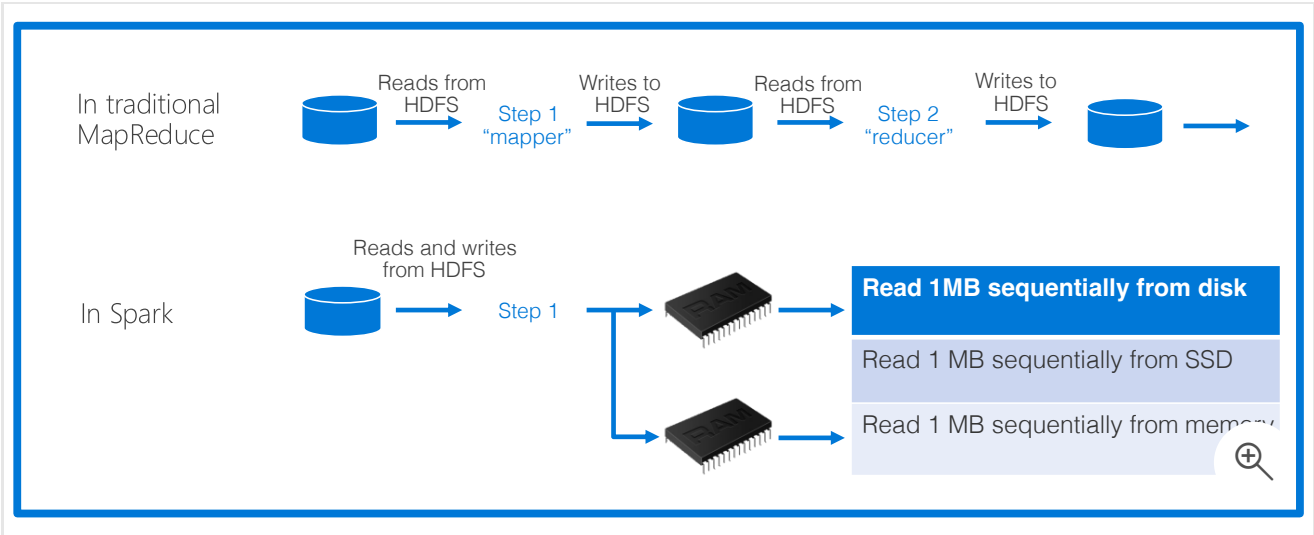 In traditional
MapReduce
Reads from
HDFS
Step 1
“mapper”
Writes to
HDFS
Reads from
HDFS
Step 2
“reducer”
Writes to
HDFS
In Spark
Reads and writes
from HDFS
Step 1
RAM
RAM
Read 1MB sequentially from disk
Read 1 MB sequentially from SSD
Read 1 MB sequentially from memory